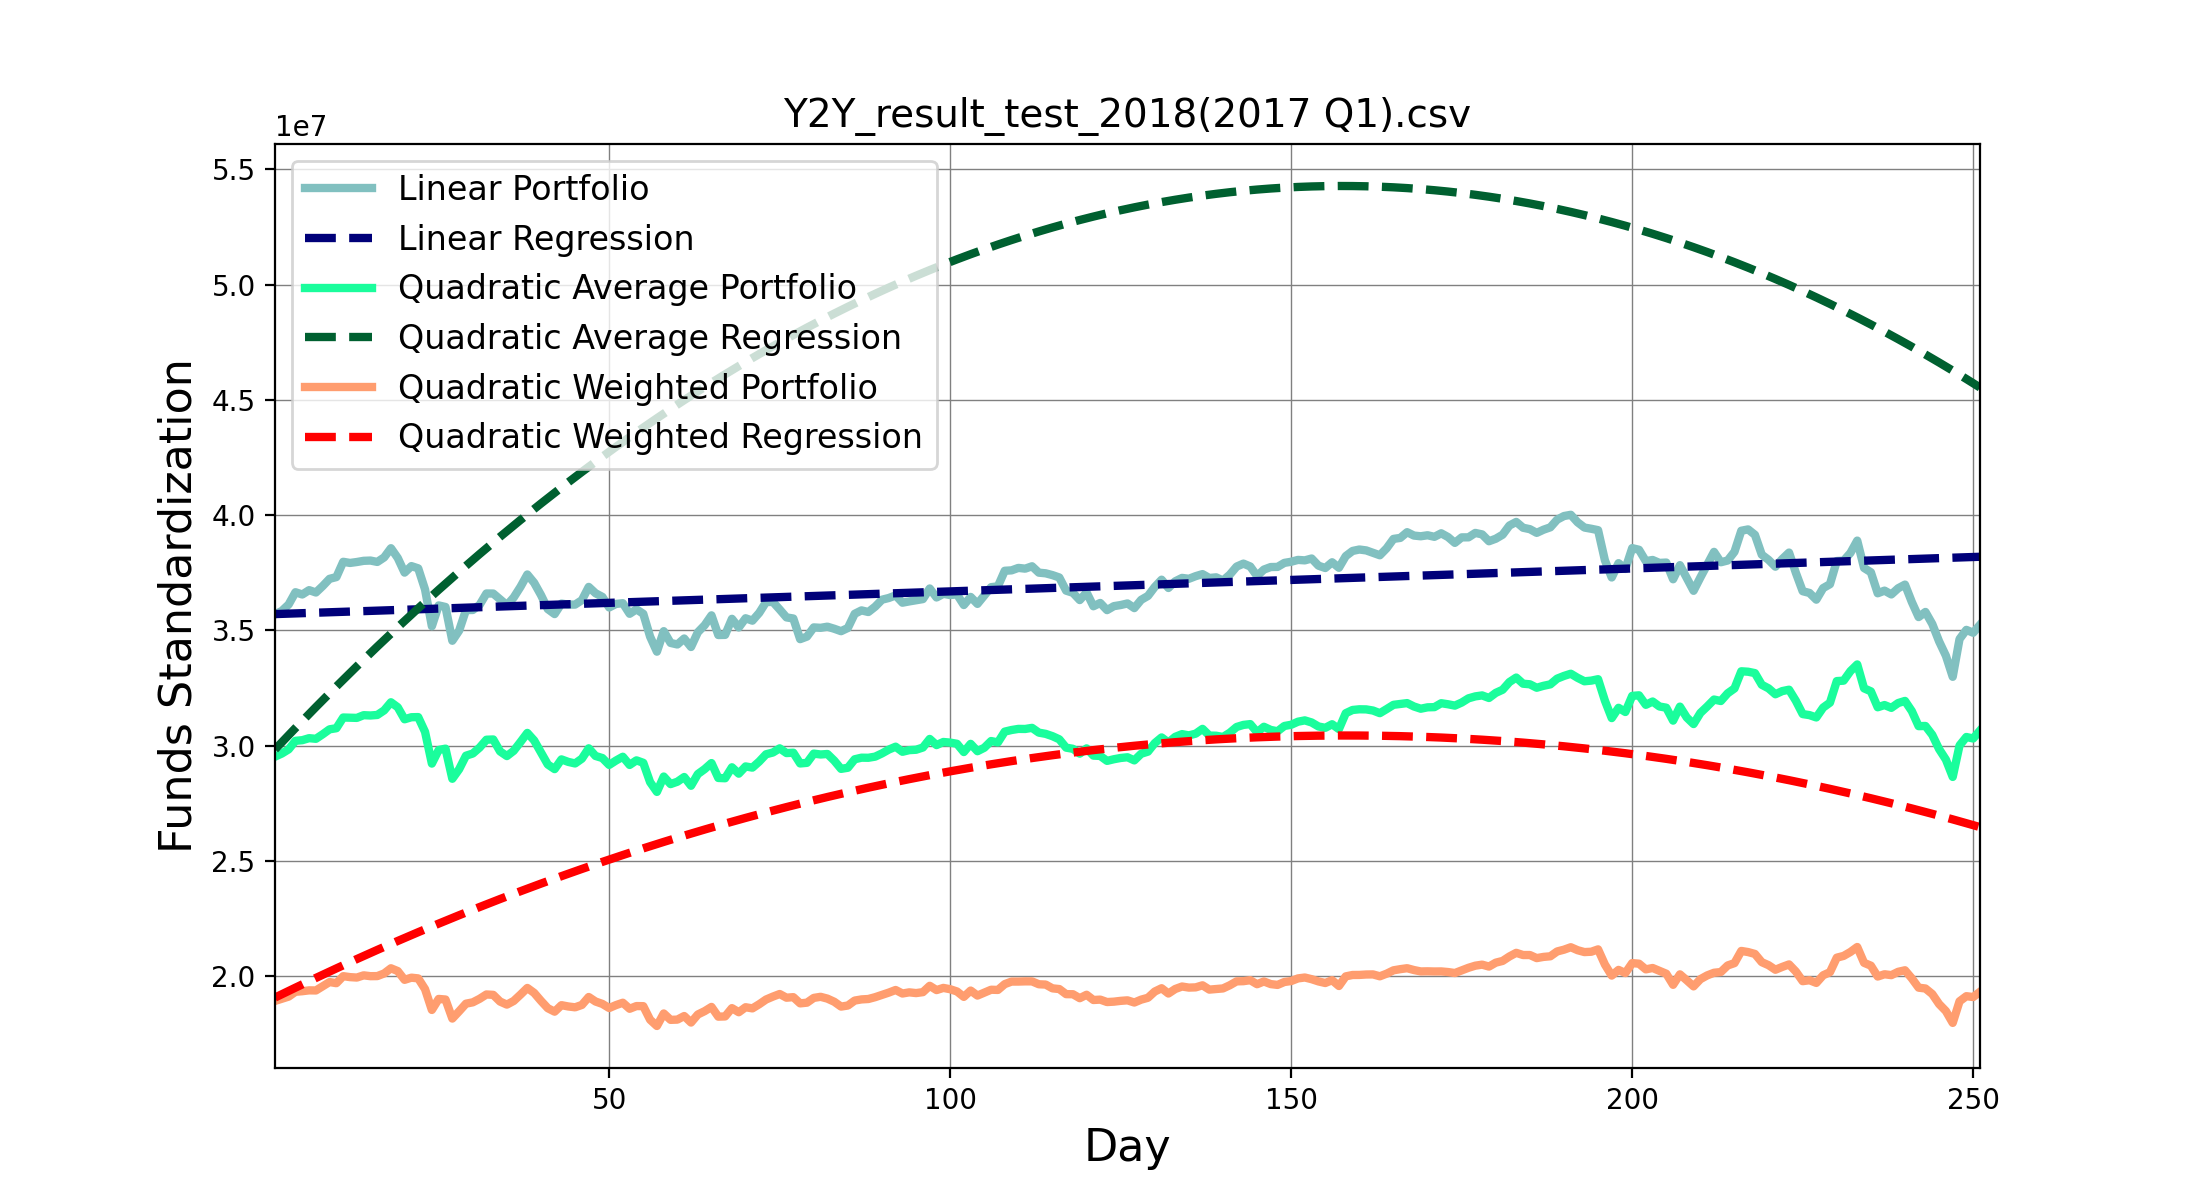 Y2Y_result_test_2018(2017 Q1).csv
1e7
5.5
5.0
4.5
4.0
3.5
3.0
2.5
2.0
Funds Standardization
Linear Portfolio
Linear Regression
Quadratic Average Portfolio
Quadratic Average Regression
Quadratic Weighted Portfolio
Quadratic Weighted Regression
50 100 150 200 250
Day